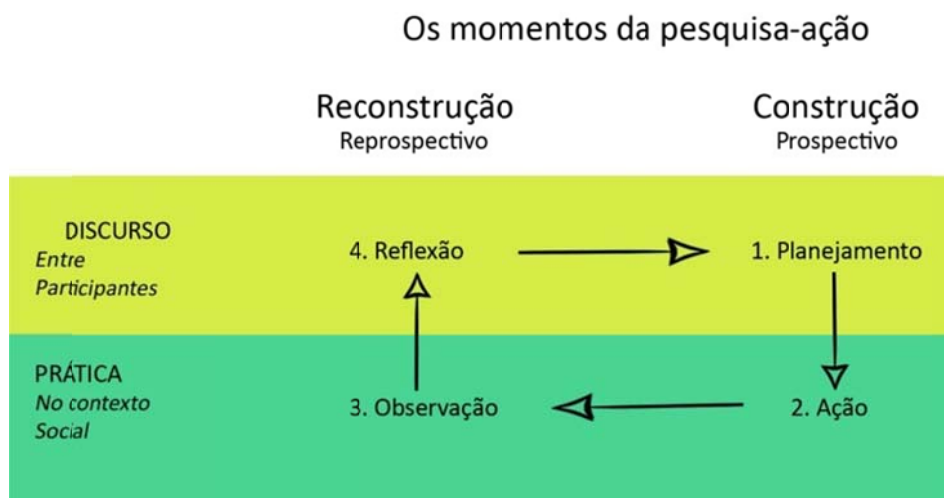 Os momentos da pesquisa-ação
Reconstrução
Reprospectivo
Construção
Prospectivo
DISCURSO
Entre
Participantes
4. Reflexão
1. Planejamento
PRÁTICA
No contexto
Social
3. Observação
2. Ação